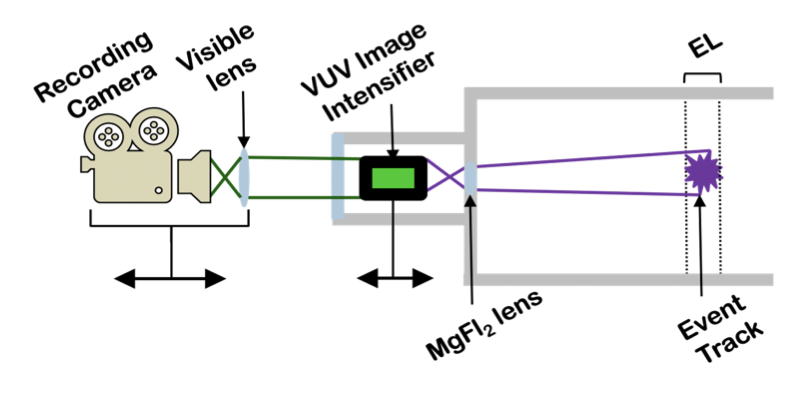 Recording
Camera
Visible
lens
VUV Image
Intensifier
EL
MgFl₂ lens
Event
Track